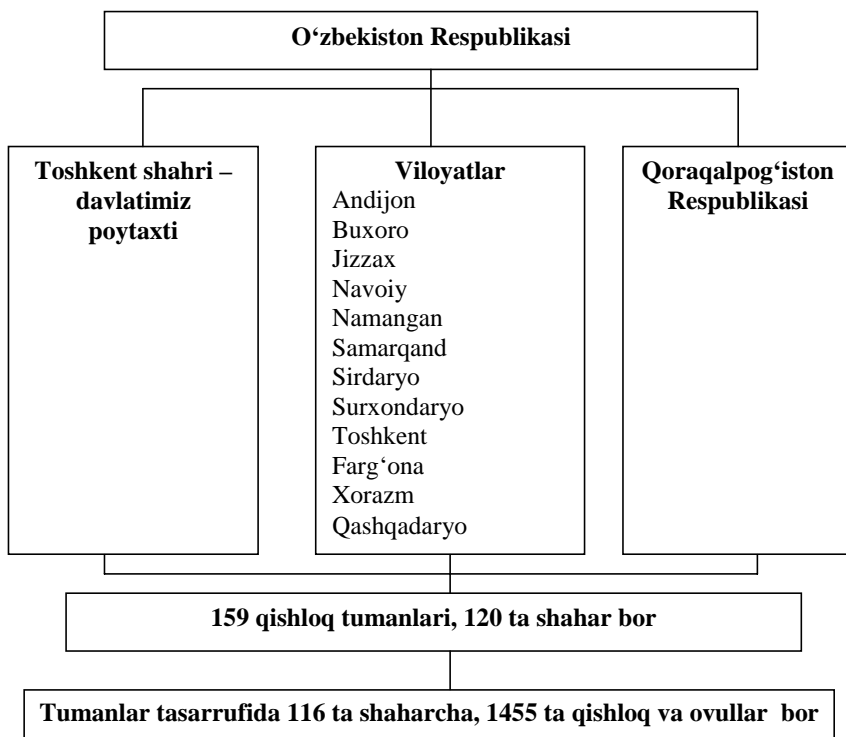 O‘zbekiston Respublikasi
Toshkent shahri –
davlatimiz
poytaxti
Viloyatlar
Andijon
Buxoro
Jizzax
Navoiy
Namangan
Samarqand
Sirdaryo
Surxondaryo
Toshkent
Farg‘ona
Xorazm
Qashqadaryo
Qoraqalpog‘iston
Respublikasi
159 qishloq tumanlari, 120 ta shahar bor
Tumanlar tasarrufida 116 ta shaharcha, 1455 ta qishloq va ovullar bor